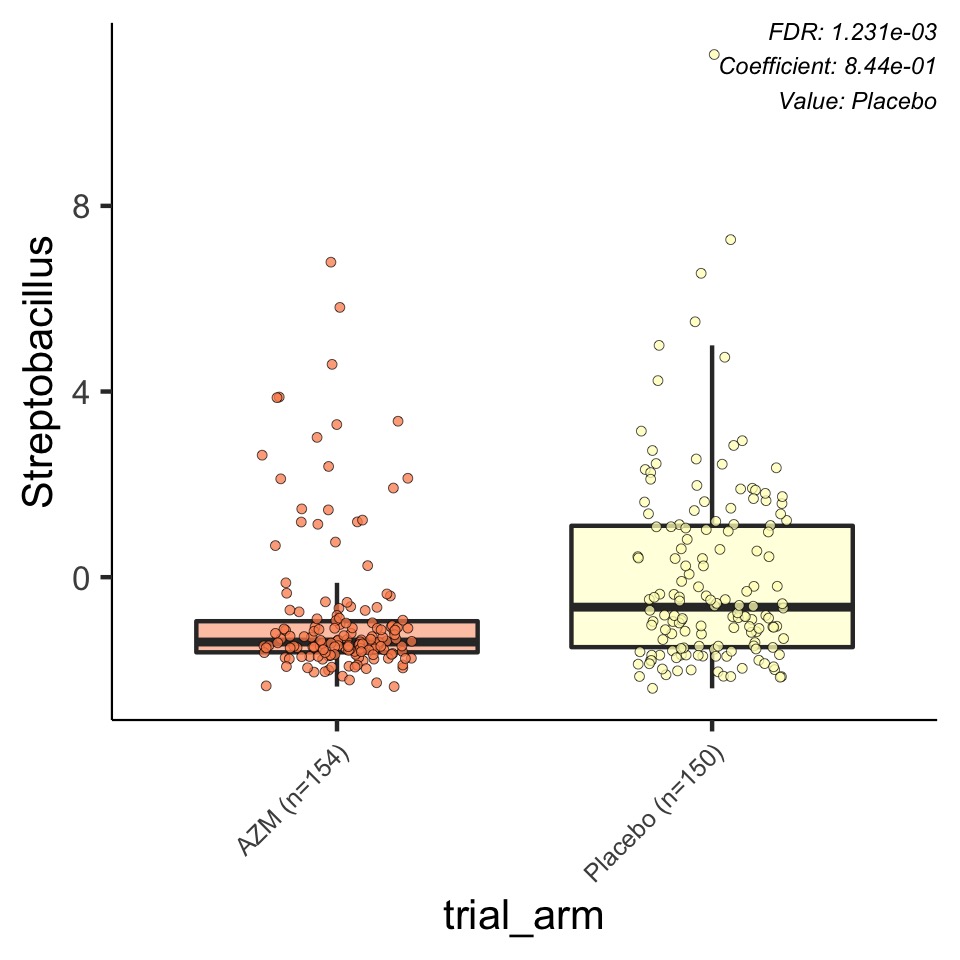 FDR: 1.231e-03
Coefficient: 8.44e-01
Value: Placebo
8
4
0
Streptobacillus
AZM (n=154)
Placebo (n=150)
trial_arm